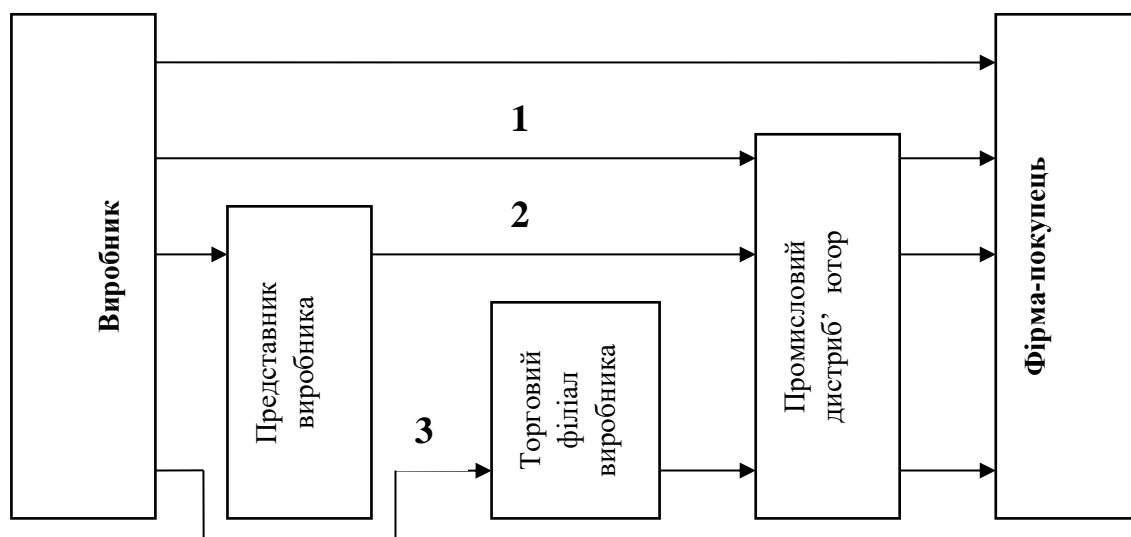 Виробник
1
2
3
Представник
виробника
Торговий
філіал
виробника
Промисловий
дистриб’ ютор
Фірма-покупець